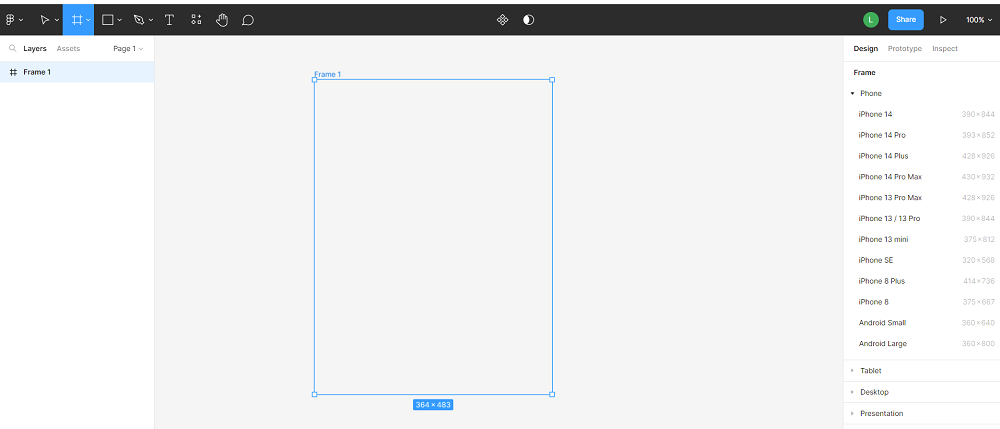 L
Share
100%
Layers
Assets
Page 1
Frame 1
Frame 1
364 × 483
Design
Prototype
Inspect
Frame
Phone
iPhone 14 390×844
iPhone 14 Pro 393×852
iPhone 14 Plus 428×926
iPhone 14 Pro Max 430×932
iPhone 13 Pro Max 428×926
iPhone 13 / 13 Pro 390×844
iPhone 13 mini 375×812
iPhone SE 320×568
iPhone 8 Plus 414×736
iPhone 8 375×667
Android Small 360×640
Android Large 360×800
Tablet
Desktop
Presentation